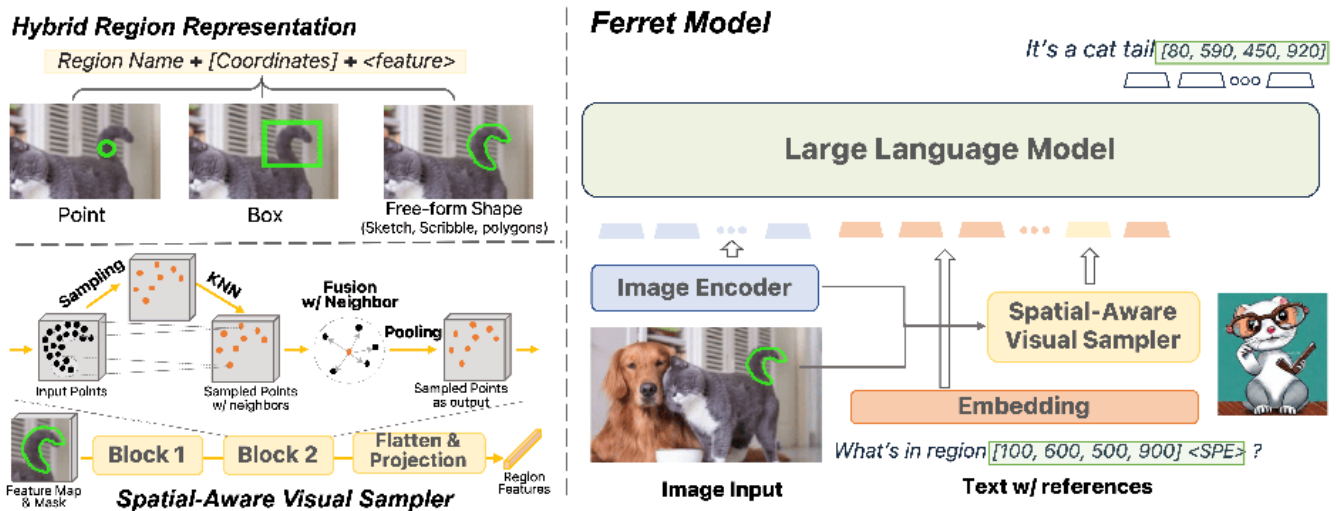 Hybrid Region Representation
Region Name + [Coordinates] + <feature>
Point
Box
Free-form Shape
(Sketch, Scribble, polygons)
Sampling
KNN
Fusion
w/ Neighbor
Pooling
Input Points
Sampled Points
w/ neighbors
Sampled Points
as output
Block 1
Block 2
Flatten &
Projection
Feature Map
& Mask
Region
Features
Spatial-Aware Visual Sampler
Ferret Model
It's a cat tail [80, 590, 450, 920]
Large Language Model
Image Encoder
Spatial-Aware
Visual Sampler
Embedding
What's in region [100, 600, 500, 900] <SPE> ?
Image Input
Text w/ references